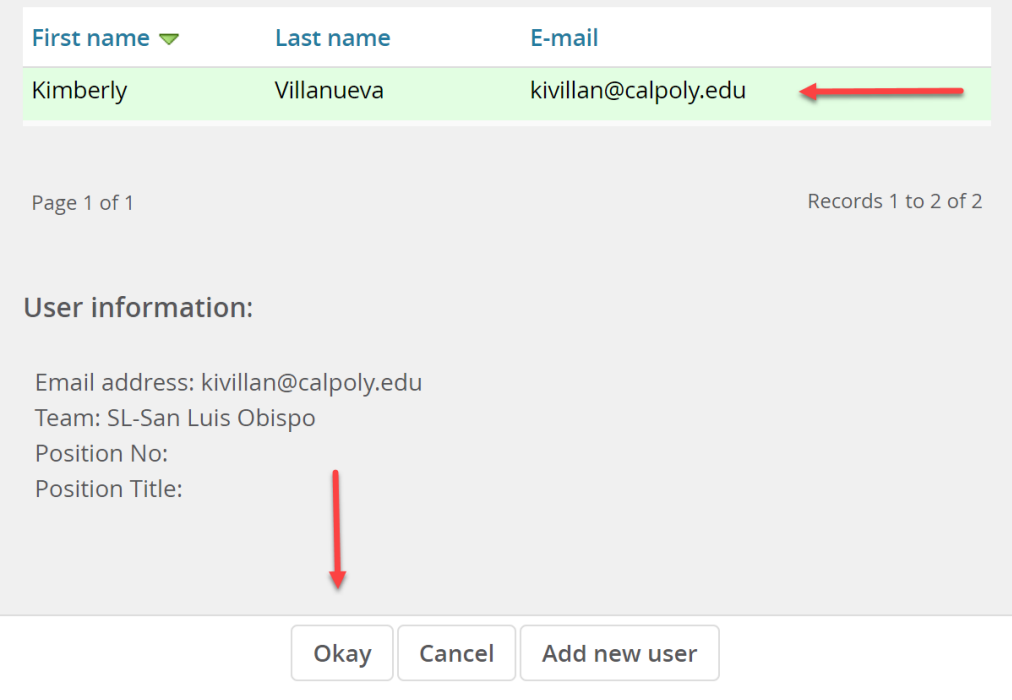 First name Last name E-mail
Kimberly Villanueva kivillan@calpoly.edu
Page 1 of 1 Records 1 to 2 of 2
User information:
Email address: kivillan@calpoly.edu
Team: SL-San Luis Obispo
Position No:
Position Title:
Okay Cancel Add new user